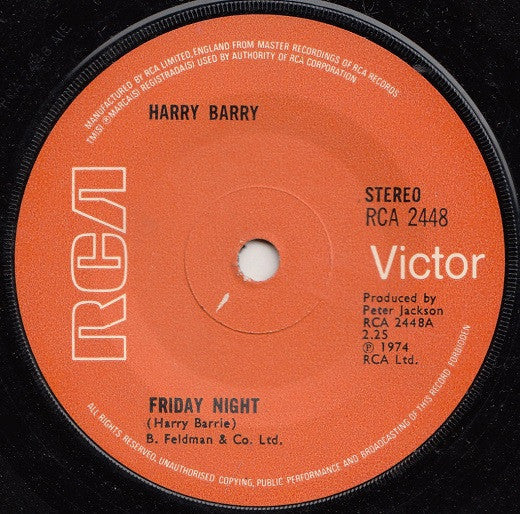 MANUFACTURED BY RCA LIMITED, ENGLAND FROM MASTER RECORDINGS OF RCA RECORDS
TM(S) ® MARCA(S) REGISTRADA(S) USED BY AUTHORITY OF RCA CORPORATION
HARRY BARRY
RCA
STEREO
RCA 2448
Victor
Produced by
Peter Jackson
RCA 2448A
2.25
℗ 1974
RCA Ltd.
FRIDAY NIGHT
(Harry Barrie)
B. Feldman & Co. Ltd.
ALL RIGHTS RESERVED, UNAUTHORISED COPYING, PUBLIC PERFORMANCE AND BROADCASTING OF THIS RECORD FORBIDDEN